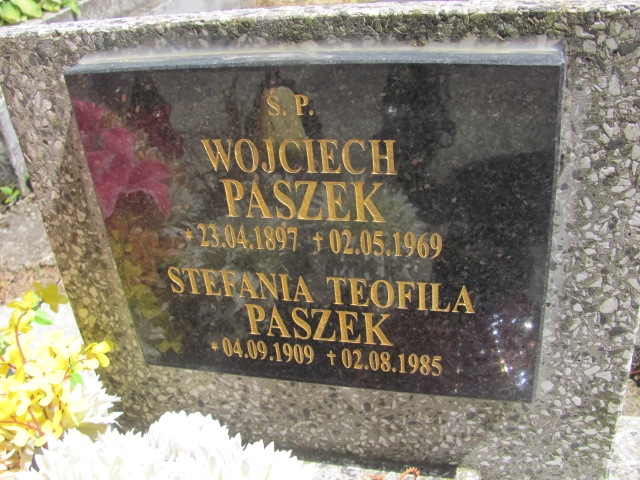 S. P.
WOJCIECH
PASZEK
*23.04.1897 †02.05.1969
STEFANIA TEOFILA
PASZEK
*04.09.1909 †02.08.1985